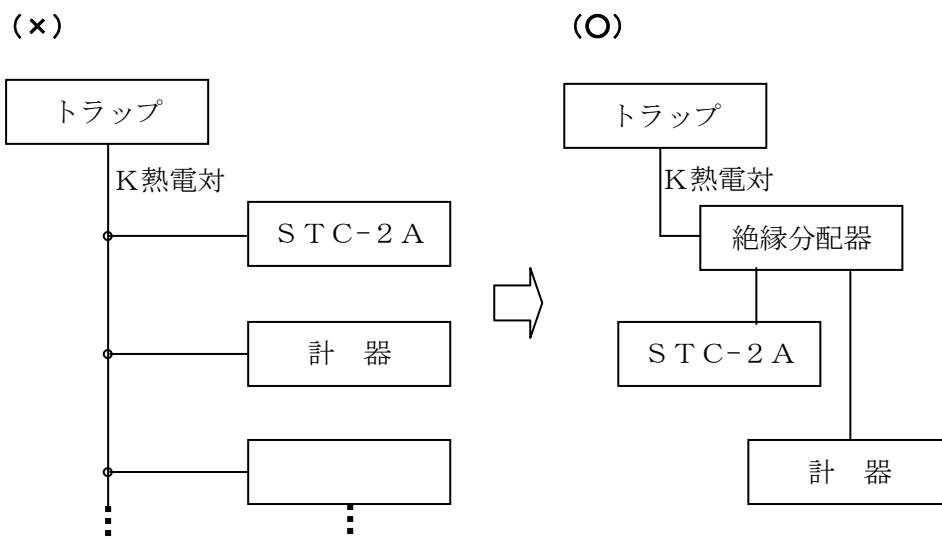 (×)
トラップ
K熱電対
STC-2A
計 器
(○)
トラップ
K熱電対
絶縁分配器
STC-2A
計 器